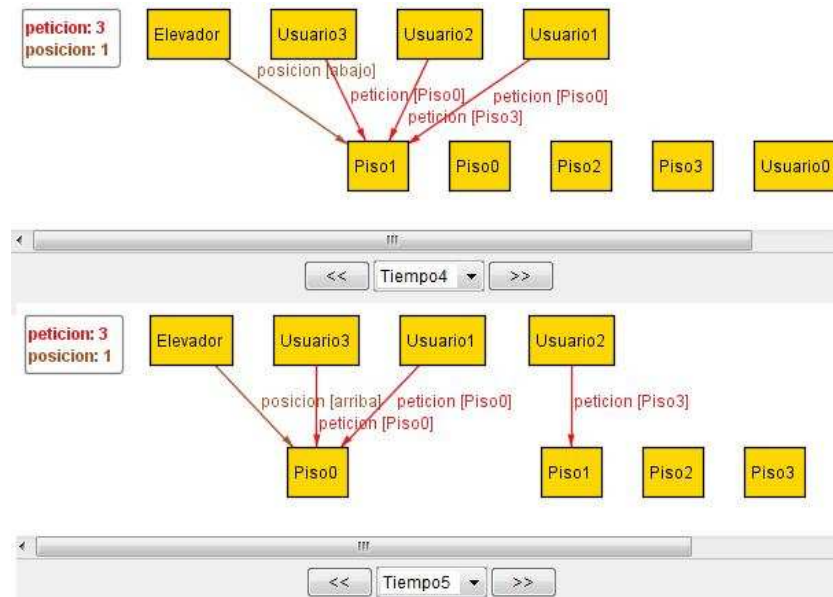 peticion: 3
posicion: 1
Elevador
Usuario3
Usuario2
Usuario1
posicion [abajo]
peticion [Piso0]
peticion [Piso0]
peticion [Piso3]
Piso1
Piso0
Piso2
Piso3
Usuario0
<<
Tiempo4
>>
peticion: 3
posicion: 1
Elevador
Usuario3
Usuario1
Usuario2
posicion [arriba]
peticion [Piso0]
peticion [Piso3]
peticion [Piso0]
Piso0
Piso1
Piso2
Piso3
<<
Tiempo5
>>